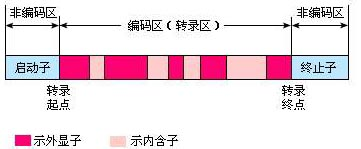 非编码区 编码区（转录区） 非编码区
启动子 终止子
转录 转录
起点 终点
示外显子 示内含子